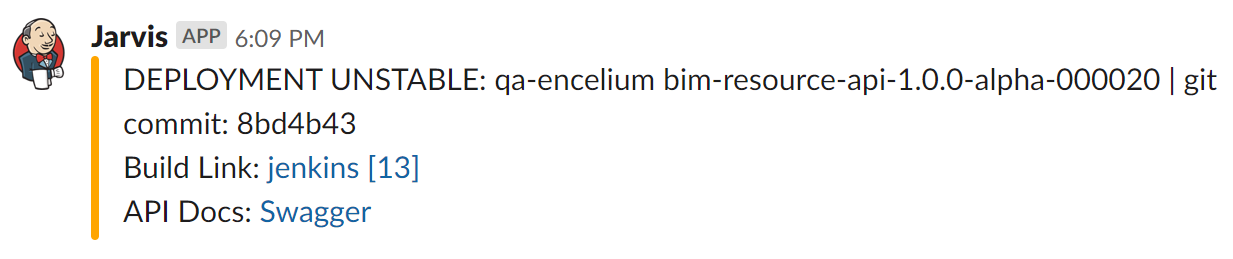 Jarvis APP 6:09 PM
DEPLOYMENT UNSTABLE: qa-encelium bim-resource-api-1.0.0-alpha-000020 | git
commit: 8bd4b43
Build Link: jenkins [13]
API Docs: Swagger